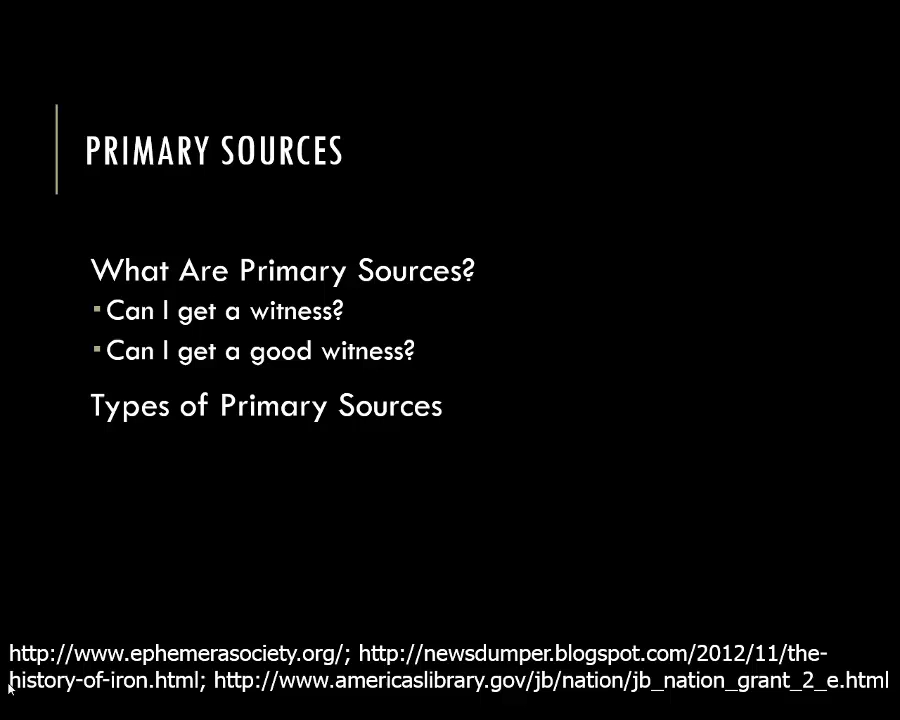 PRIMARY SOURCES
What Are Primary Sources?
▪ Can I get a witness?
▪ Can I get a good witness?
Types of Primary Sources
http://www.ephemerasociety.org/; http://newsdumper.blogspot.com/2012/11/the-
history-of-iron.html; http://www.americaslibrary.gov/jb/nation/jb_nation_grant_2_e.html